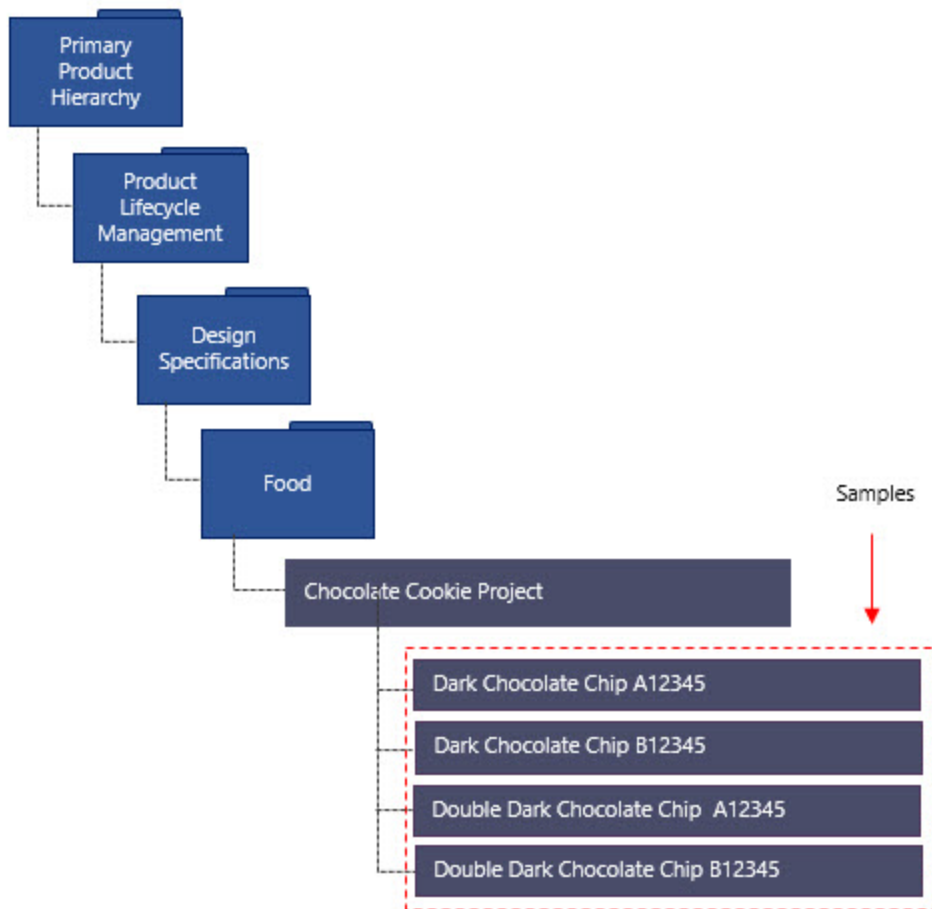 Primary
Product
Hierarchy
Product
Lifecycle
Management
Design
Specifications
Food
Samples
Chocolate Cookie Project
Dark Chocolate Chip A12345
Dark Chocolate Chip B12345
Double Dark Chocolate Chip  A12345
Double Dark Chocolate Chip B12345